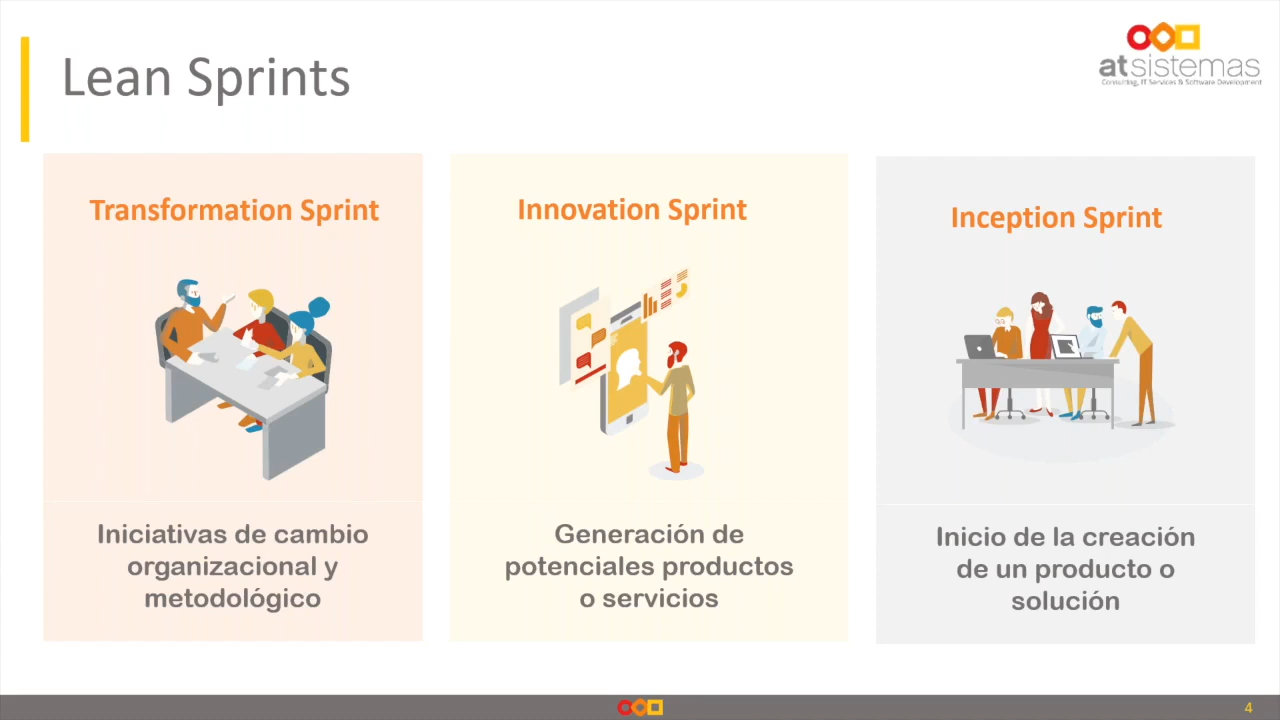 Lean Sprints
atsistemas
Consulting, IT Services & Software Development
Transformation Sprint
Iniciativas de cambio
organizacional y
metodológico
Innovation Sprint
Generación de
potenciales productos
o servicios
Inception Sprint
Inicio de la creación
de un producto o
solución
4